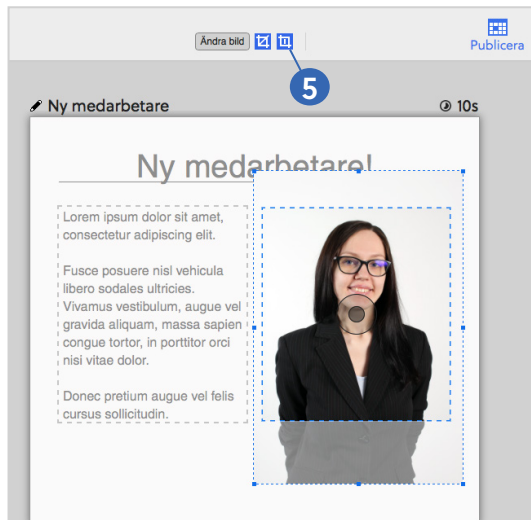 Ändra bild
Publicera
5
Ny medarbetare
10s
Ny medarbetare!
Lorem ipsum dolor sit amet,
consectetur adipiscing elit.
Fusce posuere nisl vehicula
libero sodales ultricies.
Vivamus vestibulum, augue vel
gravida aliquam, massa sapien
congue tortor, in porttitor orci
nisi vitae dolor.
Donec pretium augue vel felis
cursus sollicitudin.